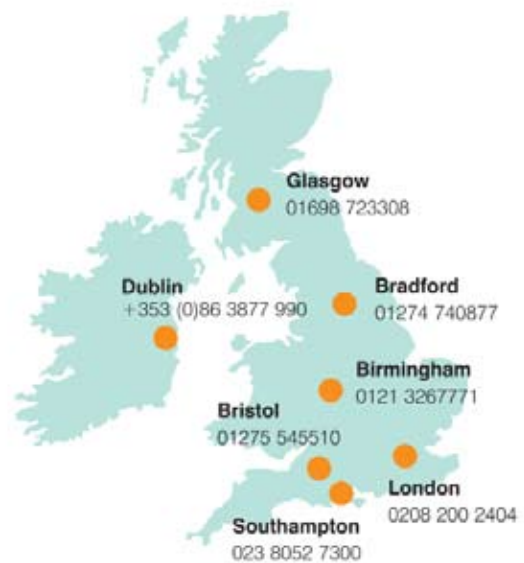 Glasgow
01698 723308
Dublin
+353 (0)86 3877 990
Bradford
01274 740877
Birmingham
0121 3267771
Bristol
01275 545510
London
0208 200 2404
Southampton
023 8052 7300